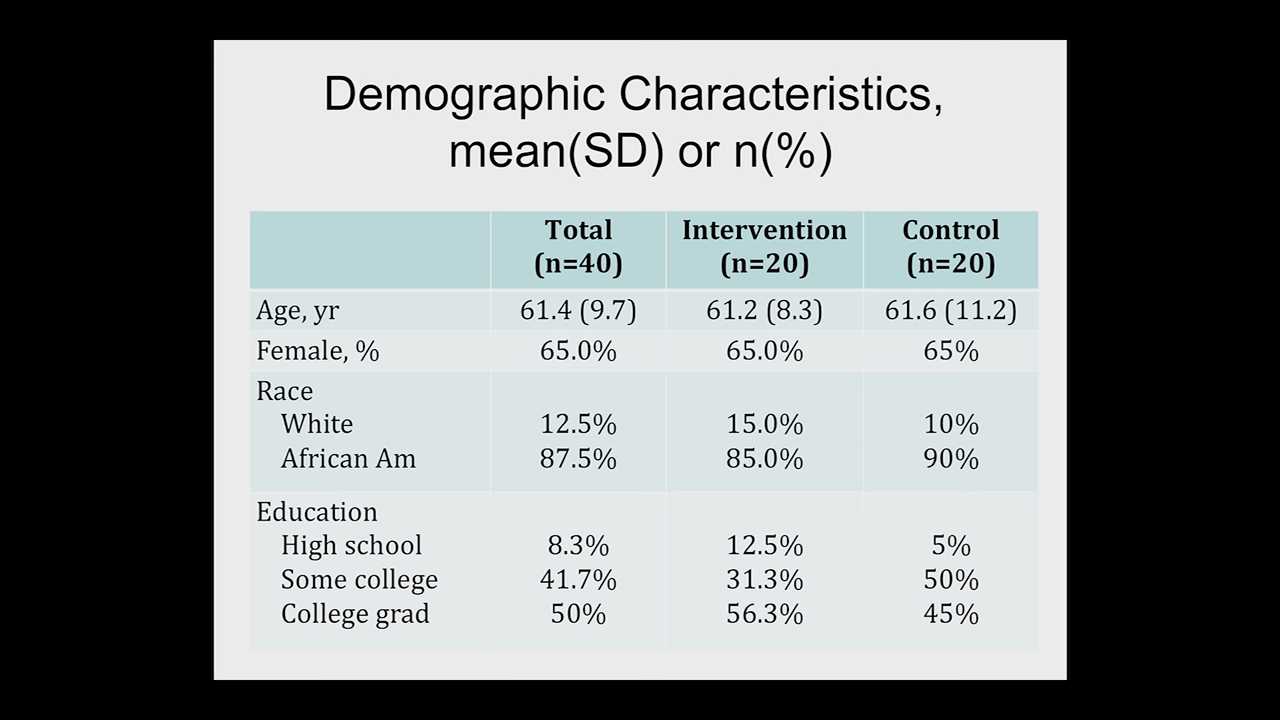 Demographic Characteristics,
mean(SD) or n(%)
Total Intervention Control
(n=40) (n=20) (n=20)
Age, yr 61.4 (9.7) 61.2 (8.3) 61.6 (11.2)
Female, % 65.0% 65.0% 65%
Race
White 12.5% 15.0% 10%
African Am 87.5% 85.0% 90%
Education
High school 8.3% 12.5% 5%
Some college 41.7% 31.3% 50%
College grad 50% 56.3% 45%